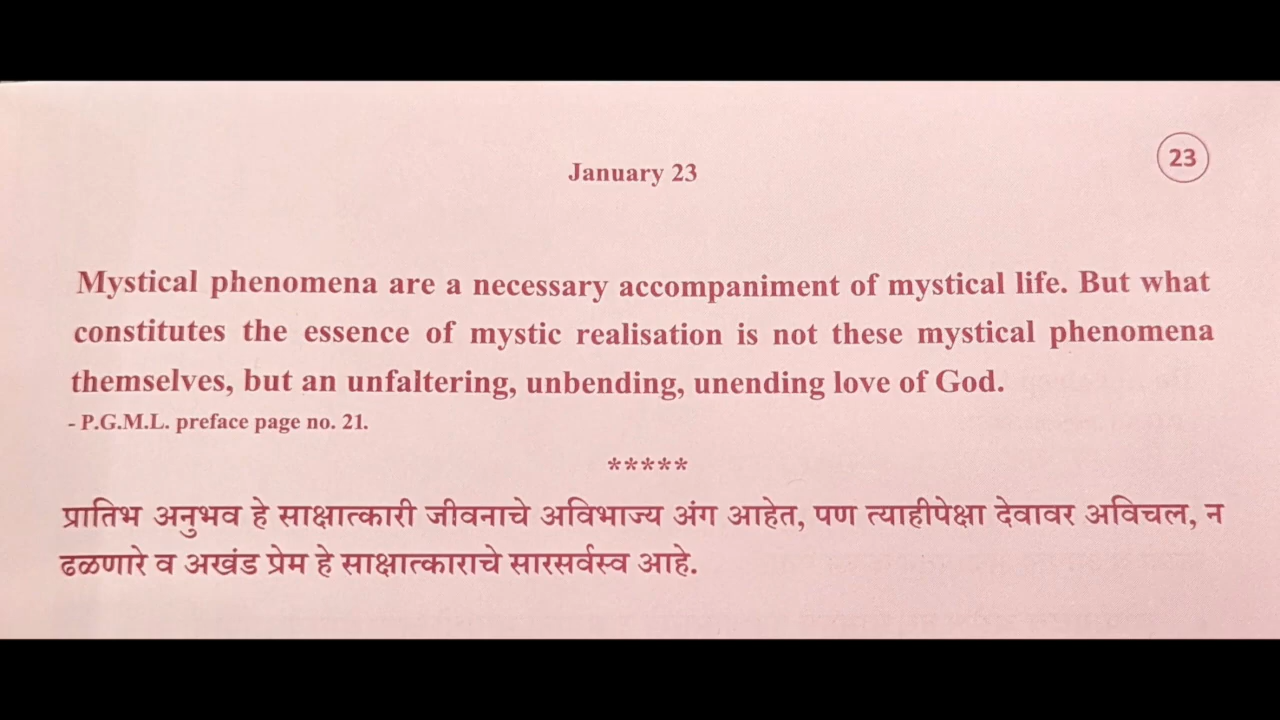 January 23
23
Mystical phenomena are a necessary accompaniment of mystical life. But what
constitutes the essence of mystic realisation is not these mystical phenomena
themselves, but an unfaltering, unbending, unending love of God.
- P.G.M.L. preface page no. 21.
*****
प्रातिभ अनुभव हे साक्षात्कारी जीवनाचे अविभाज्य अंग आहेत, पण त्याहीपेक्षा देवावर अविचल, न
ढळणारे व अखंड प्रेम हे साक्षात्काराचे सारसर्वस्व आहे.